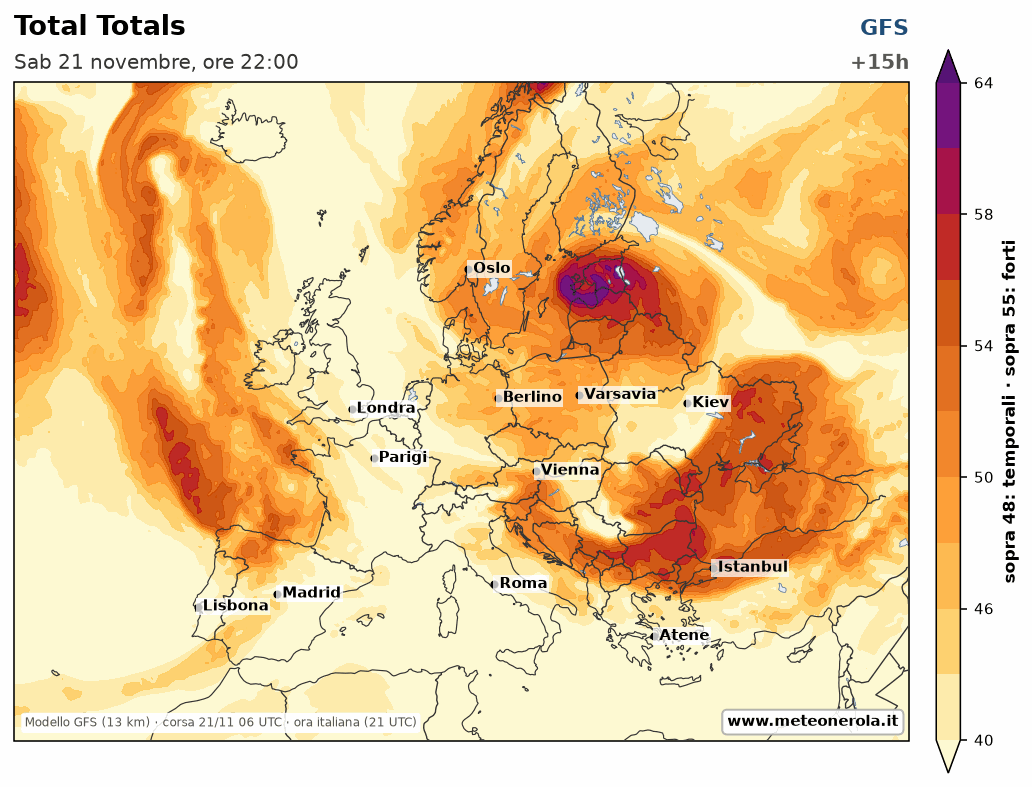 Total Totals
GFS
Sab 21 novembre, ore 22:00
+15h
64
58
54
50
46
40
sopra 48: temporali · sopra 55: forti
Oslo
Berlino
Varsavia
Kiev
Londra
Parigi
Vienna
Istanbul
Roma
Madrid
Lisbona
Atene
Modello GFS (13 km) · corsa 21/11 06 UTC · ora italiana (21 UTC)
www.meteonerola.it